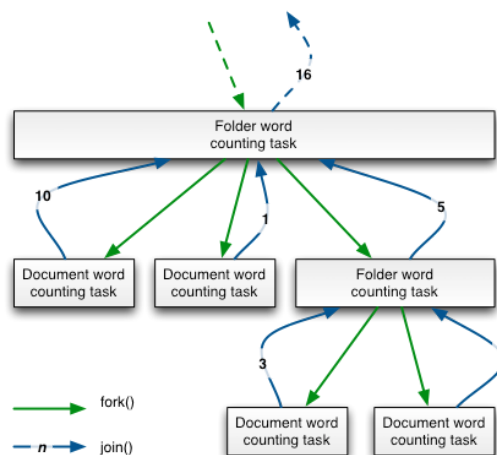 16
Folder word
counting task
10
1
5
Document word
counting task
Document word
counting task
Folder word
counting task
3
fork()
n
join()
Document word
counting task
Document word
counting task